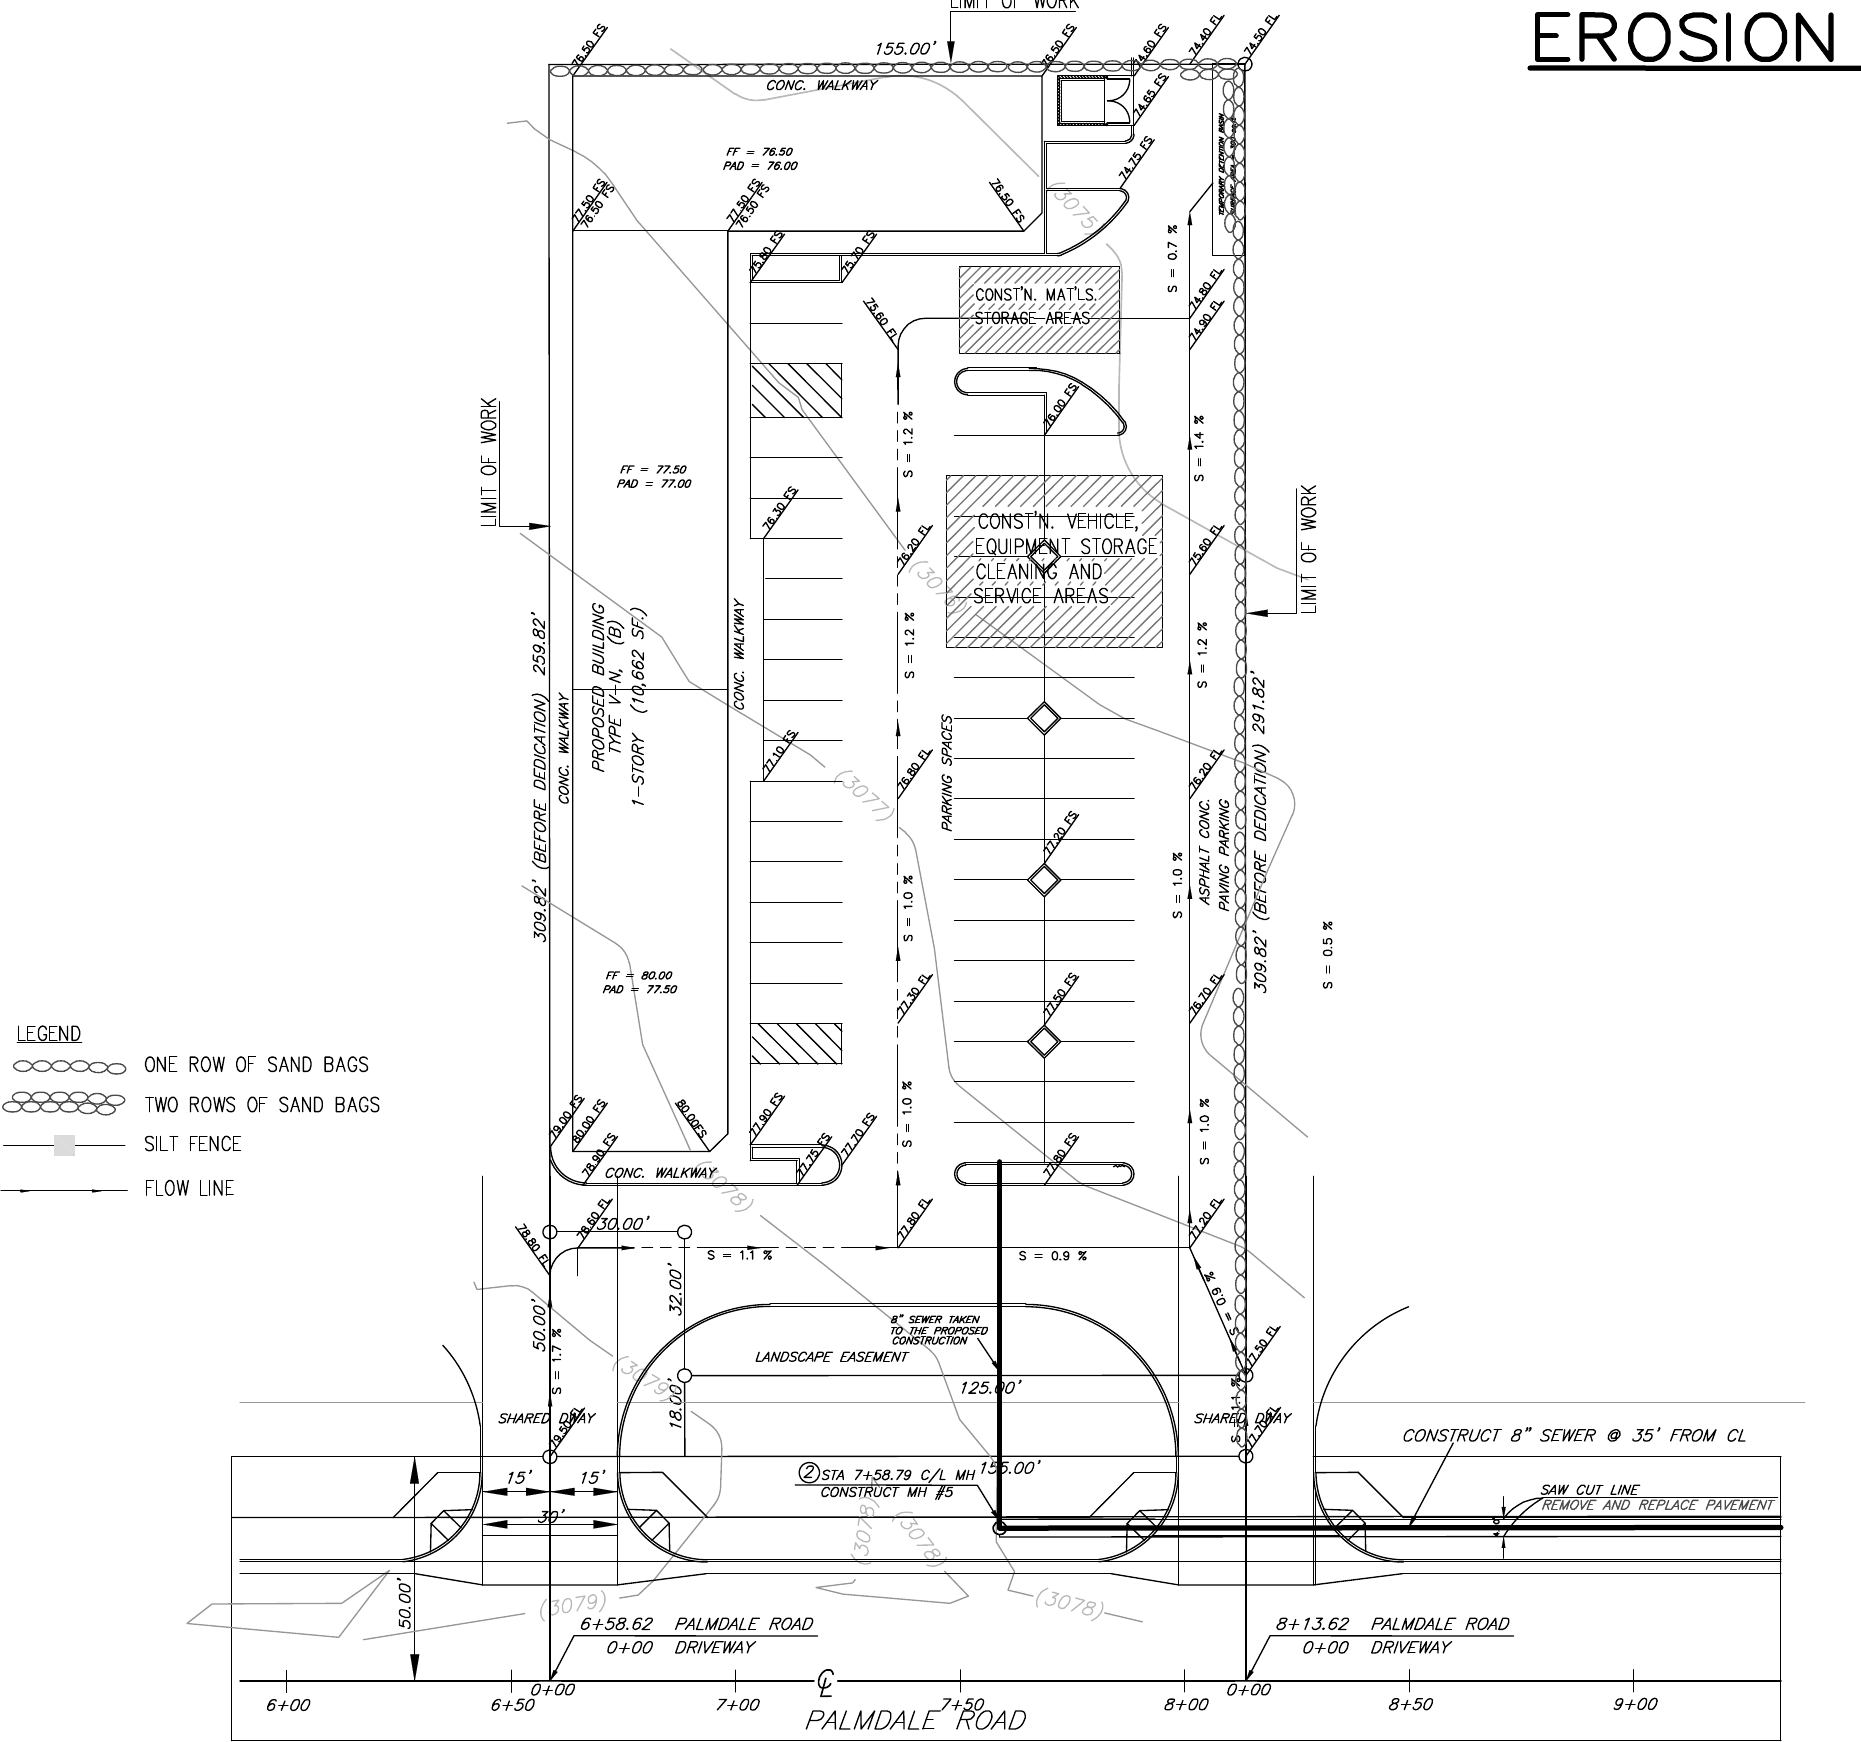 EROSION
LIMIT OF WORK
155.00'
76.50 FS
76.50 FS
74.60 FS
74.40 FL
74.50 FL
CONC. WALKWAY
74.65 FS
FF = 76.50
PAD = 76.00
74.75 FS
TEMPORARY DETENTION BASIN
77.50 FS
76.50 FS
77.50 FS
76.50 FS
76.50 FS
(3075)
S = 0.7 %
75.80 FS
75.70 FS
CONST'N. MAT'LS.
STORAGE AREAS
74.80 FL
74.90 FL
75.60 FL
76.00 FS
S = 1.2 %
S = 1.4 %
LIMIT OF WORK
FF = 77.50
PAD = 77.00
76.30 FS
CONST'N. VEHICLE,
EQUIPMENT STORAGE
CLEANING AND
SERVICE AREAS
76.20 FL
75.60 FL
LIMIT OF WORK
(3076)
309.82' (BEFORE DEDICATION) 259.82'
CONC. WALKWAY
PROPOSED BUILDING
TYPE V-N, (B)
1-STORY (10,662 SF.)
CONC. WALKWAY
S = 1.2 %
S = 1.2 %
77.10 FS
(3077)
76.80 FL
PARKING SPACES
76.20 FL
77.20 FS
ASPHALT CONC.
PAVING PARKING
309.82' (BEFORE DEDICATION) 291.82'
S = 1.0 %
S = 1.0 %
S = 0.5 %
FF = 80.00
PAD = 77.50
77.30 FL
77.50 FS
76.70 FL
LEGEND
ONE ROW OF SAND BAGS
TWO ROWS OF SAND BAGS
SILT FENCE
FLOW LINE
79.00 FS
80.00 FS
80.00FS
77.90 FS
77.75 FS
77.70 FS
S = 1.0 %
S = 1.0 %
78.90 FS
CONC. WALKWAY
(3078)
77.80 FS
78.80 FL
78.60 FL
30.00'
77.80 FL
77.20 FL
S = 1.1 %
S = 0.9 %
32.00'
S = 0.9 %
50.00'
S = 1.7 %
8" SEWER TAKEN
TO THE PROPOSED
CONSTRUCTION
77.50 FL
LANDSCAPE EASEMENT
(3079)
125.00'
18.00'
S = 1.1 %
SHARED DWAY
79.50 FL
SHARED DWAY
77.70 FL
CONSTRUCT 8" SEWER @ 35' FROM CL
2
STA 7+58.79 C/L MH
CONSTRUCT MH #5
155.00'
15'
15'
30'
SAW CUT LINE
REMOVE AND REPLACE PAVEMENT
(3078)
(3078)
50.00'
(3079)
(3078)
6+58.62 PALMDALE ROAD
0+00 DRIVEWAY
8+13.62 PALMDALE ROAD
0+00 DRIVEWAY
6+00
6+50
0+00
7+00
CL
7+50
8+00
0+00
8+50
9+00
PALMDALE ROAD